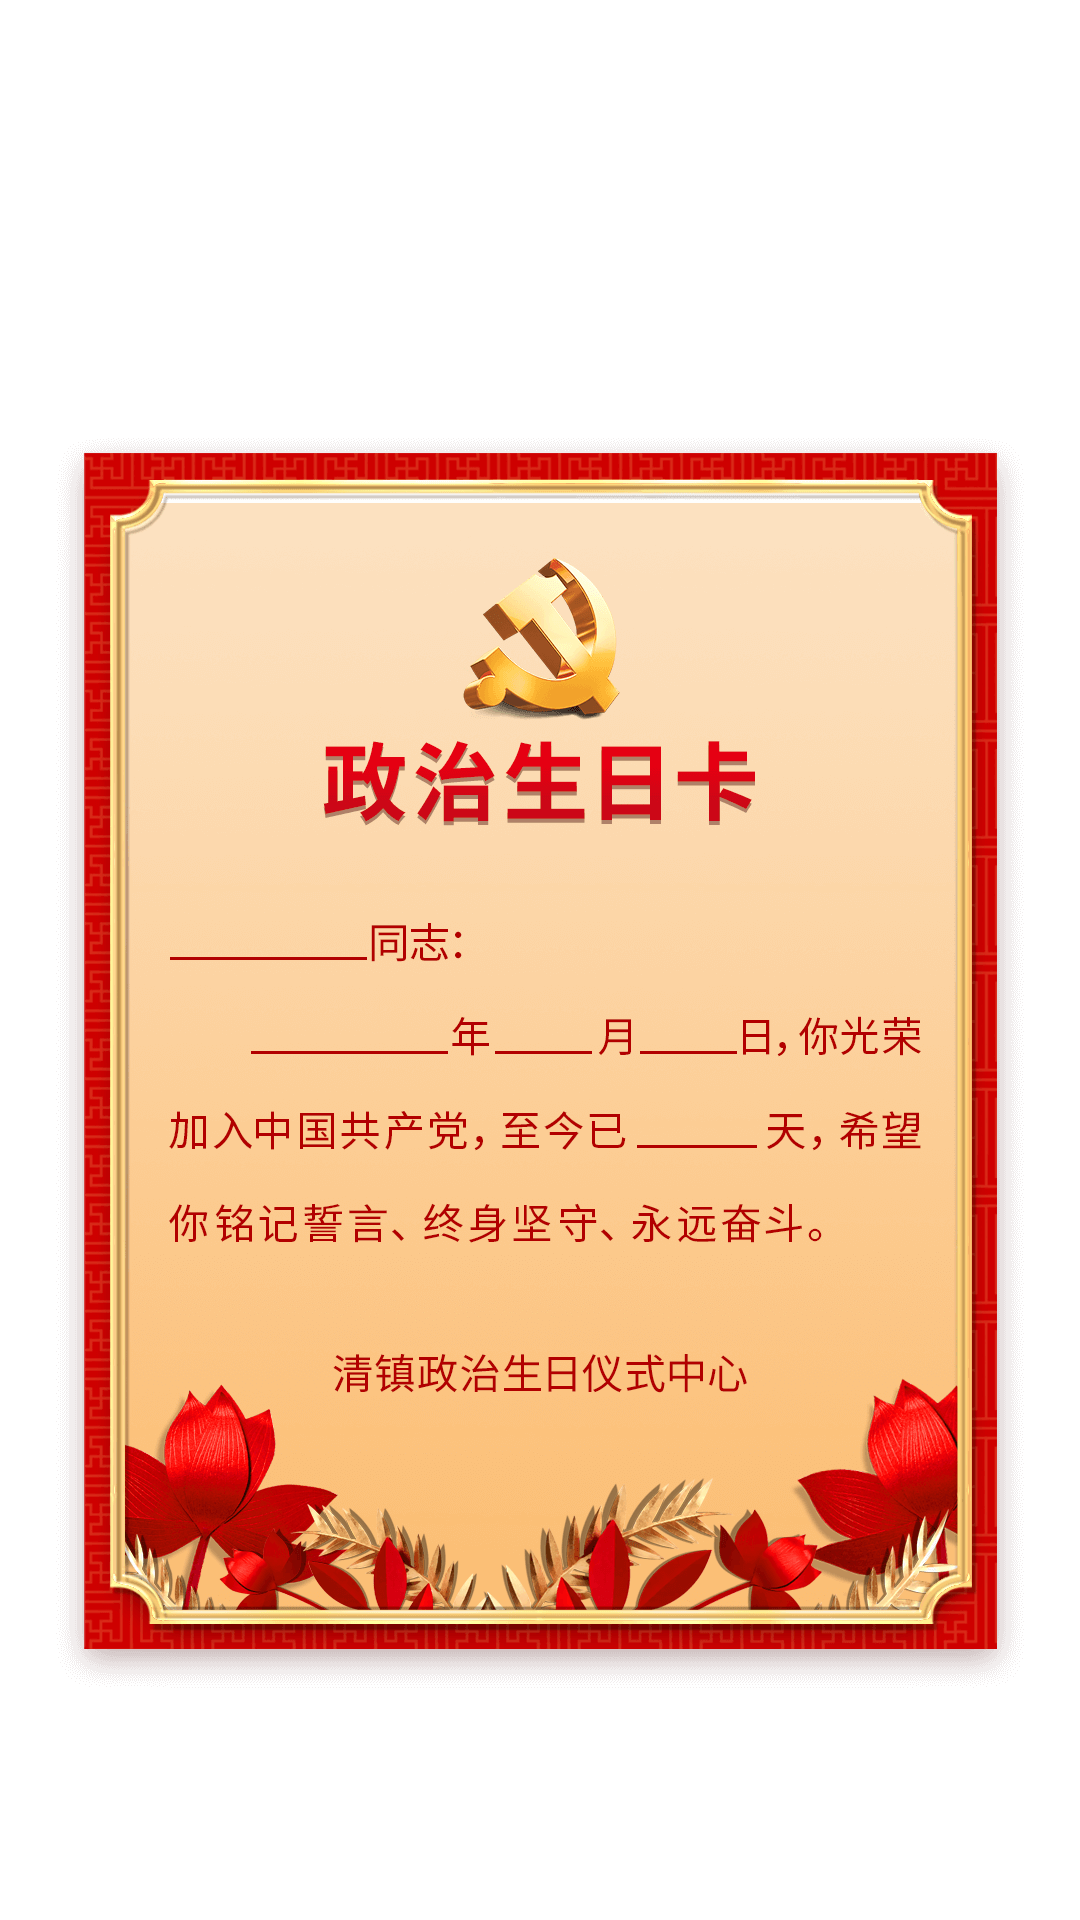 政治生日卡
__________同志：
__________年_____月_____日，你光荣
加入中国共产党，至今已______天，希望
你铭记誓言、终身坚守、永远奋斗。
清镇政治生日仪式中心